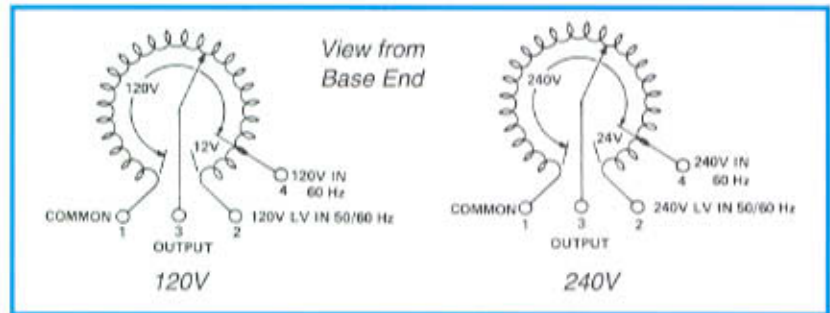 View from
Base End
120V
12V
120V IN
4
60 Hz
COMMON
1
3
2
120V LV IN 50/60 Hz
OUTPUT
120V
240V
24V
240V IN
4
60 Hz
COMMON
1
3
2
240V LV IN 50/60 Hz
OUTPUT
240V